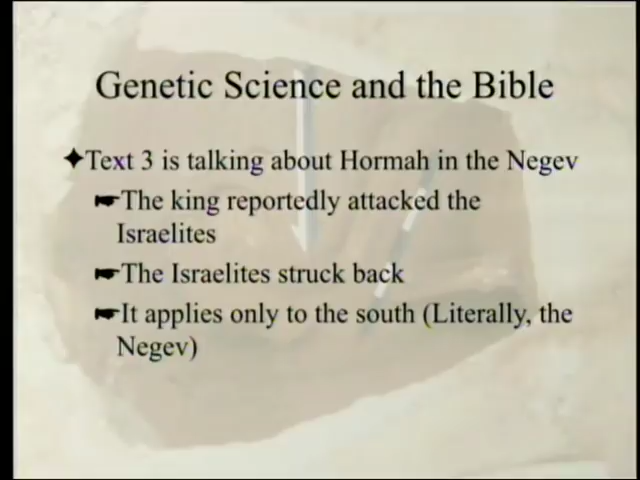 Genetic Science and the Bible
Text 3 is talking about Hormah in the Negev
The king reportedly attacked the
Israelites
The Israelites struck back
It applies only to the south (Literally, the
Negev)